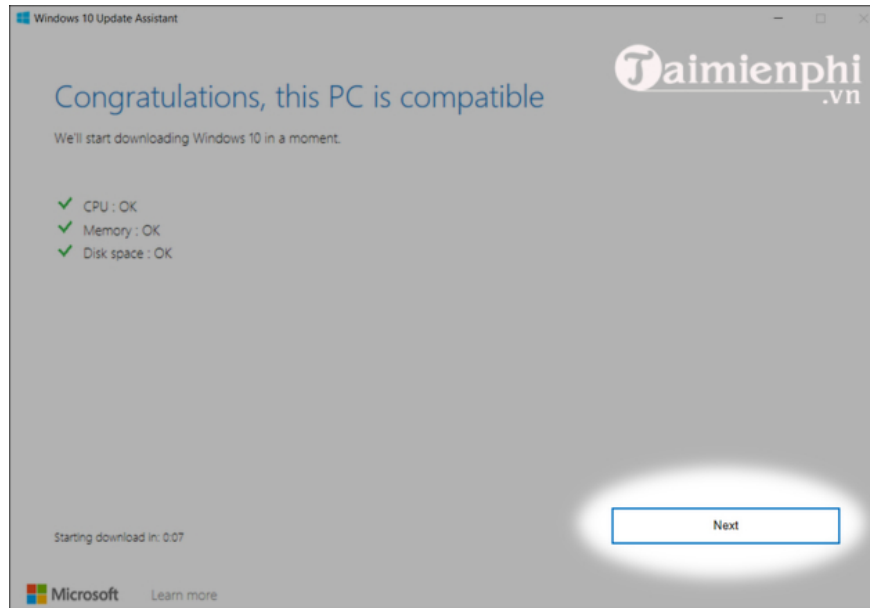 Windows 10 Update Assistant
Taimienphi
.vn
Congratulations, this PC is compatible
We'll start downloading Windows 10 in a moment.
CPU : OK
Memory : OK
Disk space : OK
Next
Starting download in: 0:07
Microsoft Learn more